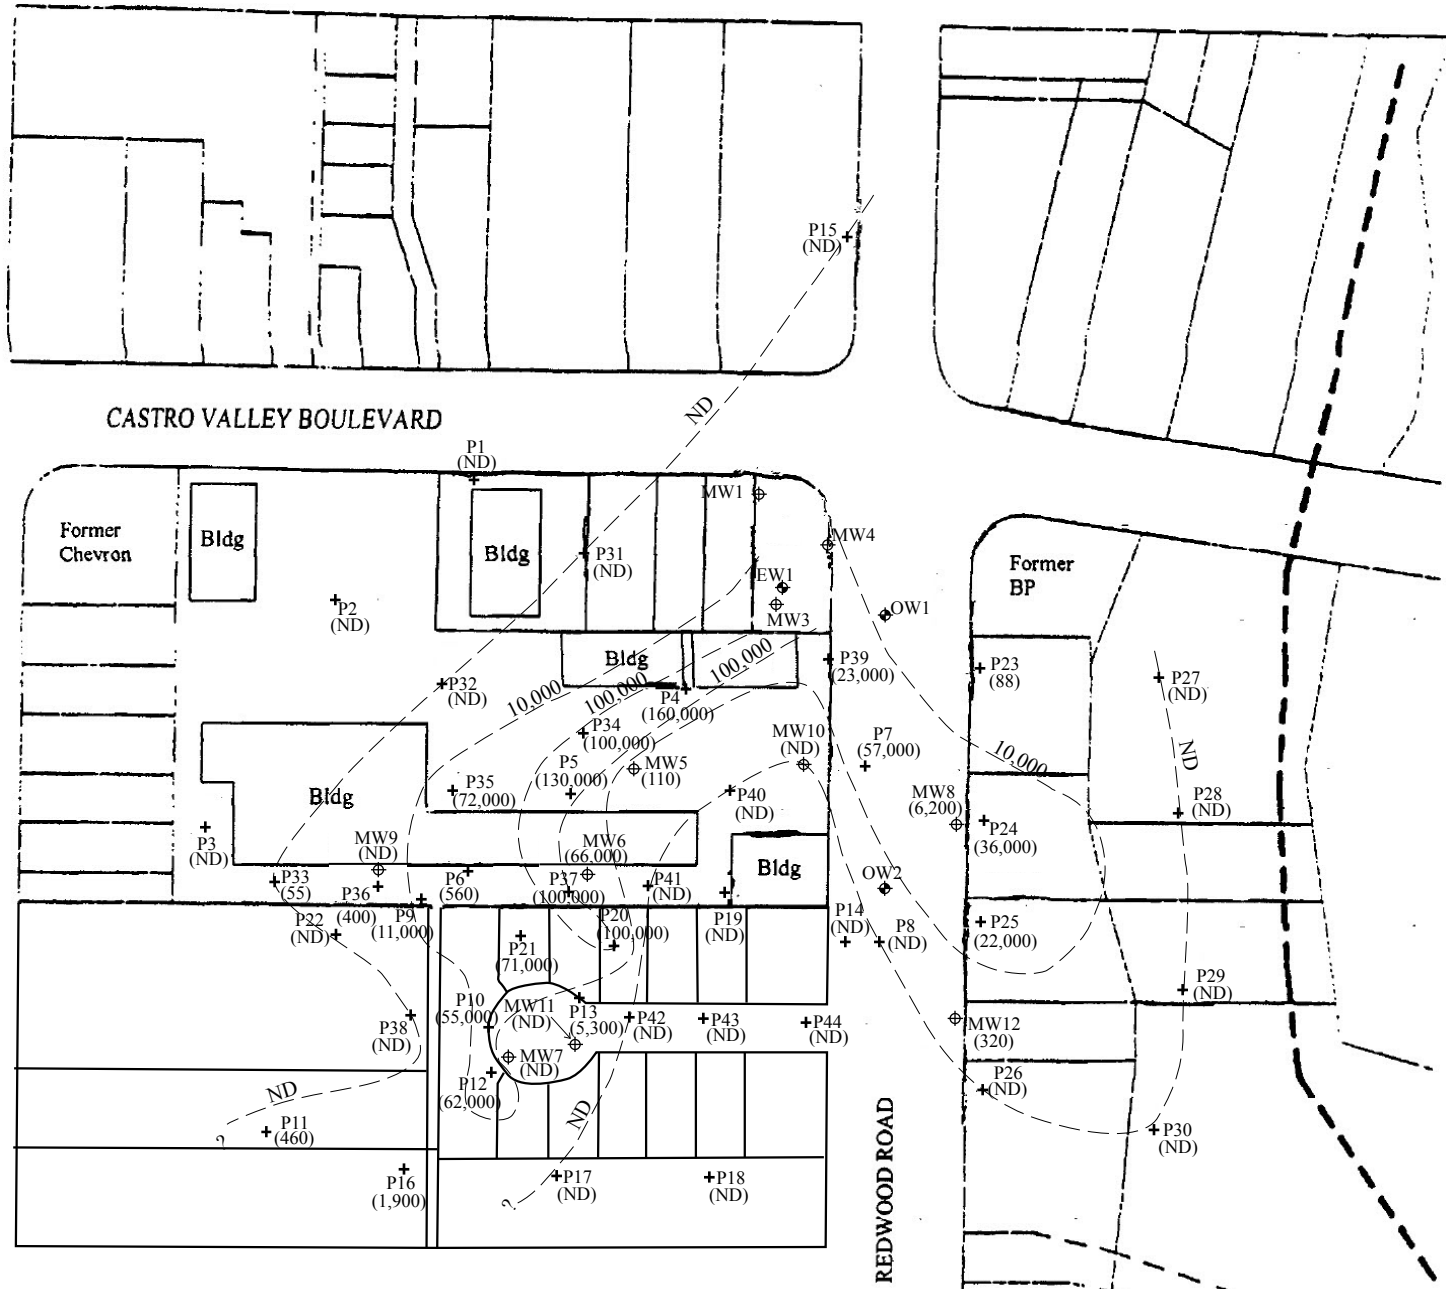 P15
(ND)
ND
CASTRO VALLEY BOULEVARD
P1
(ND)
MW1
Former
Chevron
Bldg
Bldg
P31
(ND)
MW4
Former
BP
EW1
OW1
MW3
P2
(ND)
Bldg
P39
(23,000)
P23
(88)
P27
(ND)
P32
(ND)
10,000
100,000
100,000
P4
(160,000)
P34
(100,000)
MW10
(ND)
P7
(57,000)
10,000
ND
P5
(130,000)
MW5
(110)
P35
(72,000)
Bldg
P40
(ND)
MW8
(6,200)
P24
(36,000)
P28
(ND)
P3
(ND)
MW9
(ND)
MW6
(66,000)
Bldg
P33
(55)
P36
(400)
P6
(560)
P37
(100,000)
P41
(ND)
OW2
P22
(ND)
P9
(11,000)
P21
(71,000)
P20
(100,000)
P19
(ND)
P14
(ND)
P8
(ND)
P25
(22,000)
P29
(ND)
P10
(55,000)
MW11
(ND)
P13
(5,300)
P42
(ND)
P43
(ND)
P44
(ND)
MW12
(320)
P38
(ND)
MW7
(ND)
P12
(62,000)
P26
(ND)
ND
ND
P11
(460)
?
P30
(ND)
P16
(1,900)
P17
(ND)
?
P18
(ND)
REDWOOD ROAD